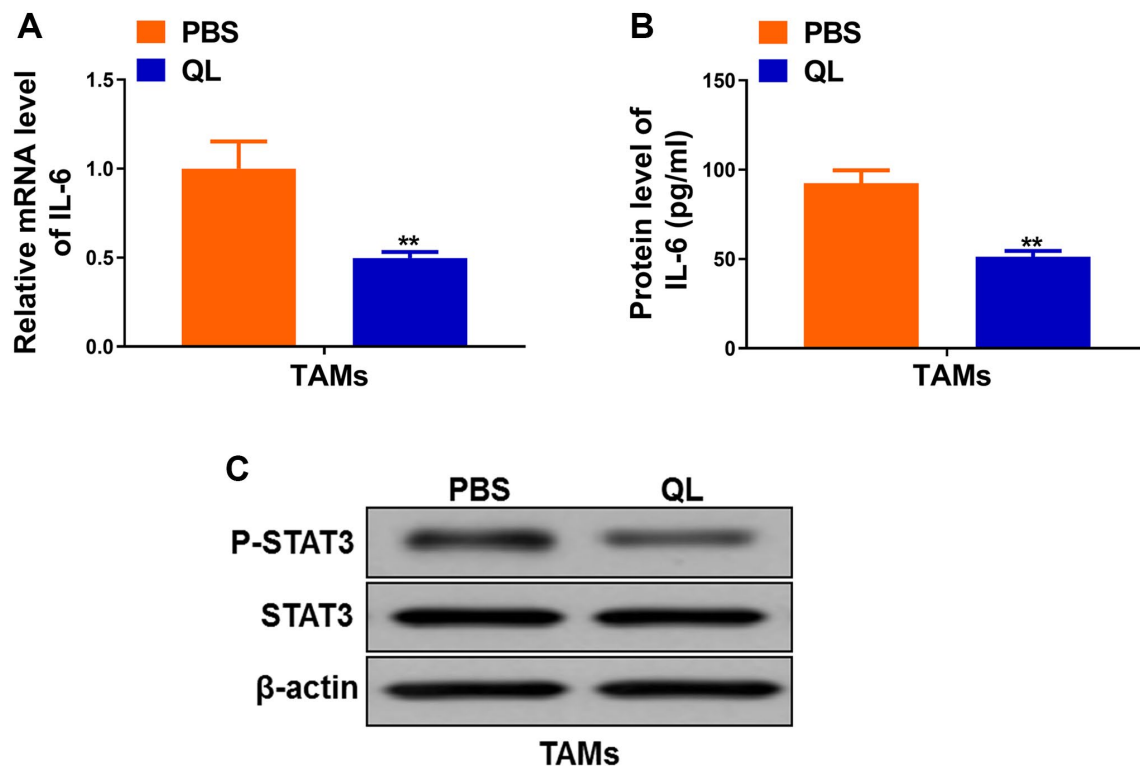 A
PBS
QL
Relative mRNA level
of IL-6
1.5
1.0
0.5
0.0
**
TAMs
B
PBS
QL
Protein level of
IL-6 (pg/ml)
150
100
50
0
**
TAMs
C
PBS QL
P-STAT3
STAT3
β-actin
TAMs